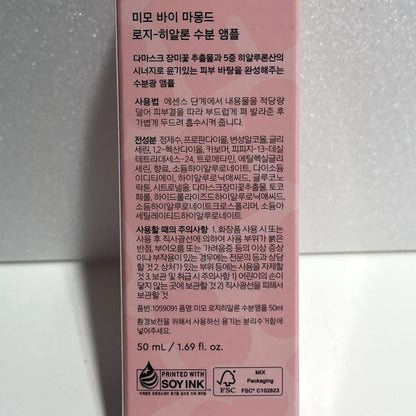 미모 바이 마몽드
로지-히알론 수분 앰플
다마스크 장미꽃 추출물과 5중 히알루론산의
시너지로 윤기있는 피부 바탕을 완성해주는
수분광 앰플
사용법 에센스 단계에서 내용물을 적당량
덜어 피부결을 따라 부드럽게 펴 발라준 후
가볍게 두드려 흡수시켜 줍니다.
전성분 정제수, 프로판다이올, 변성알코올, 글리
세린, 1,2-헥산다이올, 카보머, 피피지-13-데실
테트라데세스-24, 트로메타민, 에틸헥실글리
세린, 향료, 소듐하이알루로네이트, 다이소듐
이디티에이, 하이알루로닉애씨드, 글루코노
락톤, 시트로넬올, 다마스크장미꽃추출물, 토코
페롤, 하이드롤라이즈드하이알루로닉애씨드,
소듐하이알루로네이트크로스폴리머, 소듐아
세틸레이티드하이알루로네이트
사용할 때의 주의사항 1. 화장품 사용 시 또는
사용 후 직사광선에 의하여 사용 부위가 붉은
반점, 부어오름 또는 가려움증 등의 이상 증상
이나 부작용이 있는 경우에는 전문의 등과 상담
할 것 2. 상처가 있는 부위 등에는 사용을 자제할
것 3. 보관 및 취급 시 주의사항 1) 어린이의 손이
닿지 않는 곳에 보관할 것 2) 직사광선을 피해서
보관할 것
품번:1059091 품명:미모 로지히알론 수분앰플 50ml
환경보전을 위해서 사용하신 용기는 분리수거함에
넣어주세요.
50 mL / 1.69 fl. oz.
PRINTED WITH
SOY INK
FSC
MIX
Packaging
FSC® C102823